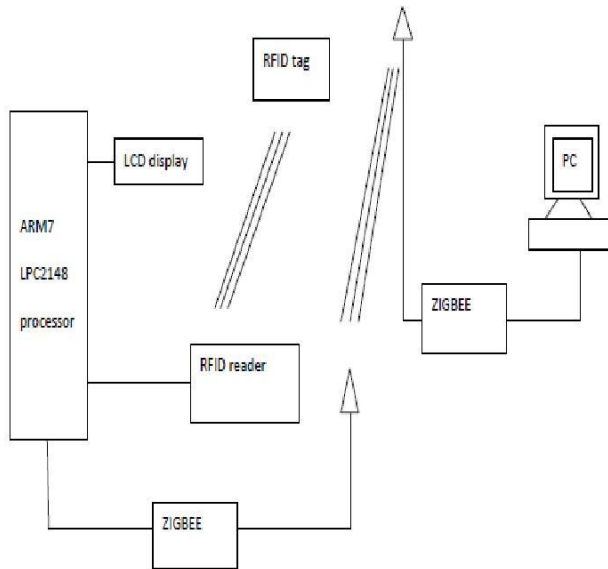 RFID tag
LCD display
PC
ARM7
LPC2148
processor
ZIGBEE
RFID reader
ZIGBEE